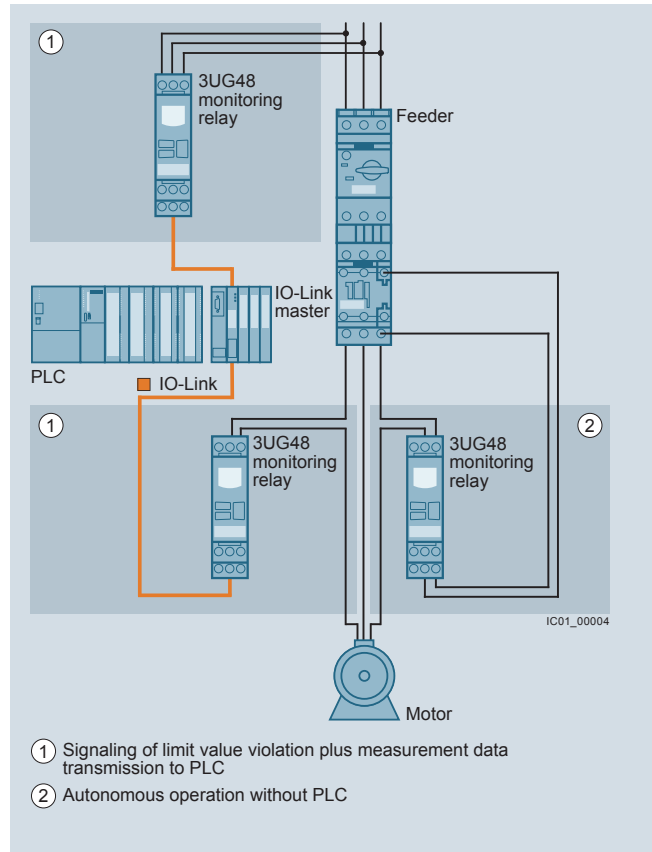 1
3UG48
monitoring
relay
Feeder
IO-Link
master
PLC
IO-Link
1
3UG48
monitoring
relay
2
3UG48
monitoring
relay
IC01_00004
Motor
1 Signaling of limit value violation plus measurement data
transmission to PLC
2 Autonomous operation without PLC